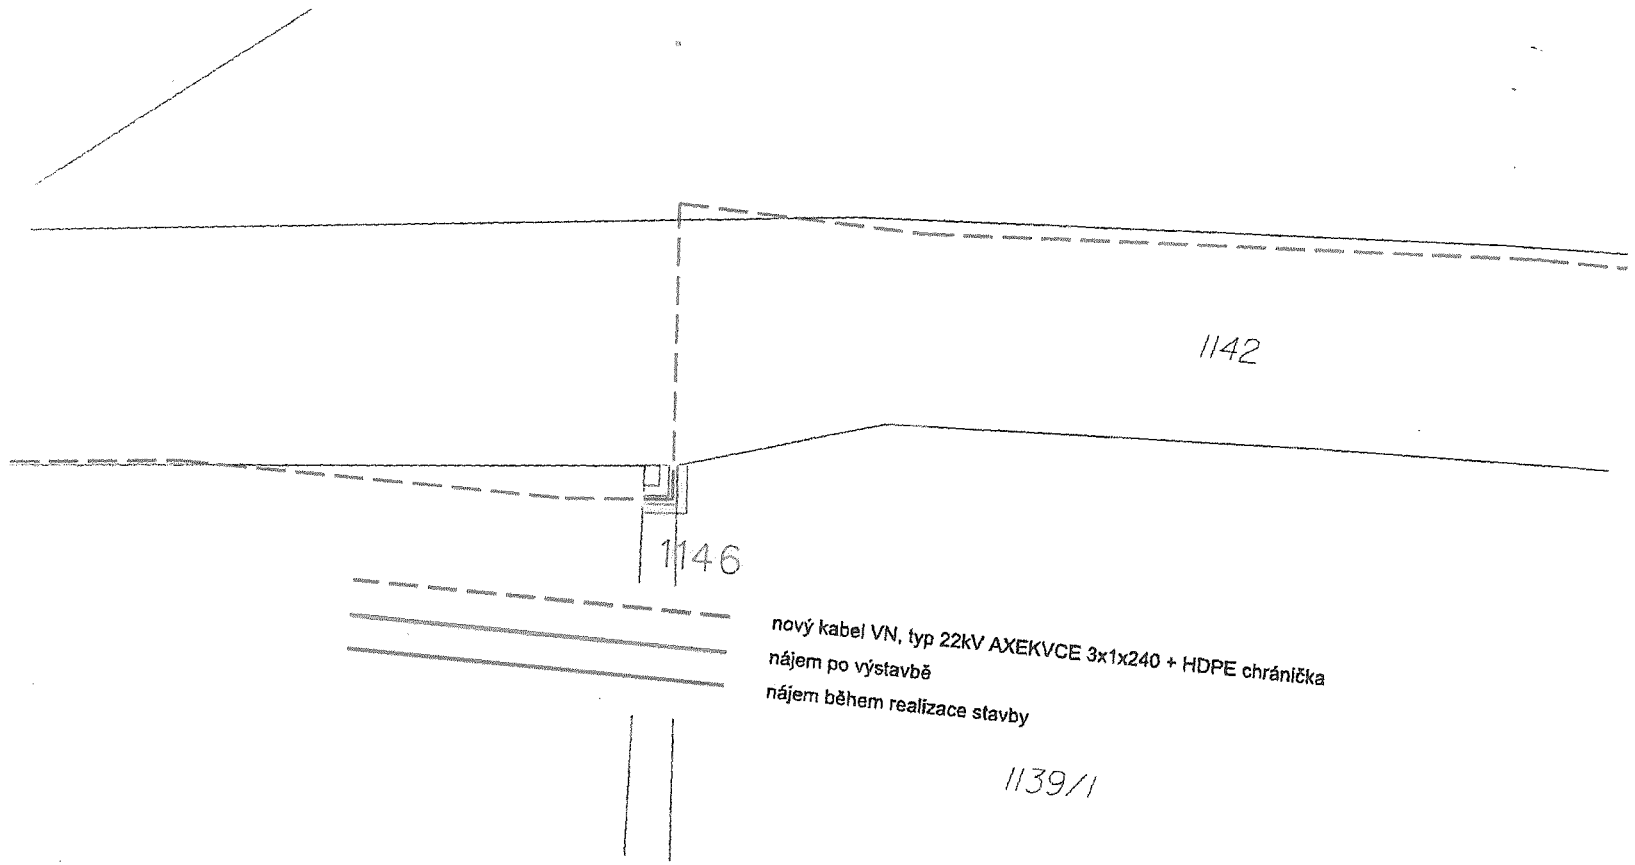 1142
1146
nový kabel VN, typ 22kV AXEKVCE 3x1x240 + HDPE chránička
nájem po výstavbě
nájem během realizace stavby
1139/1